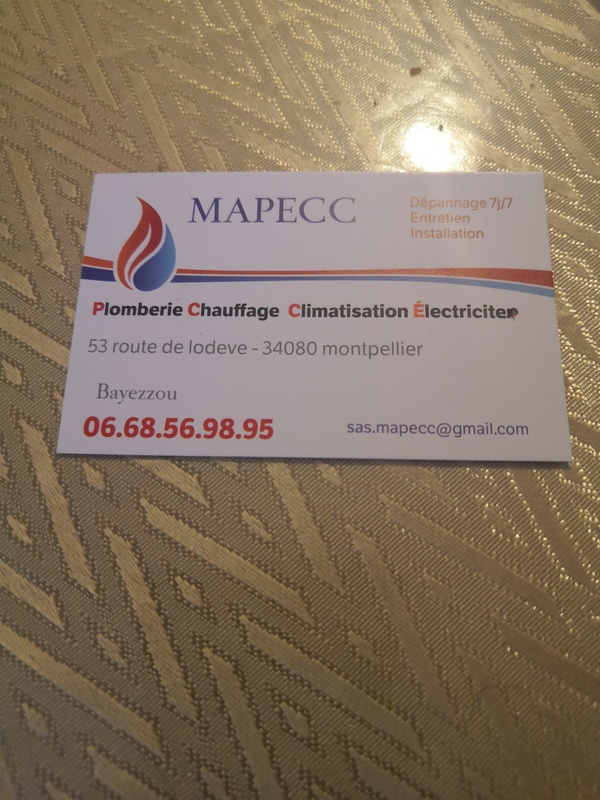 MAPECC
Dépannage 7j/7
Entretien
Installation
Plomberie Chauffage Climatisation Électriciter
53 route de lodeve - 34080 montpellier
Bayezzou
06.68.56.98.95
sas.mapecc@gmail.com